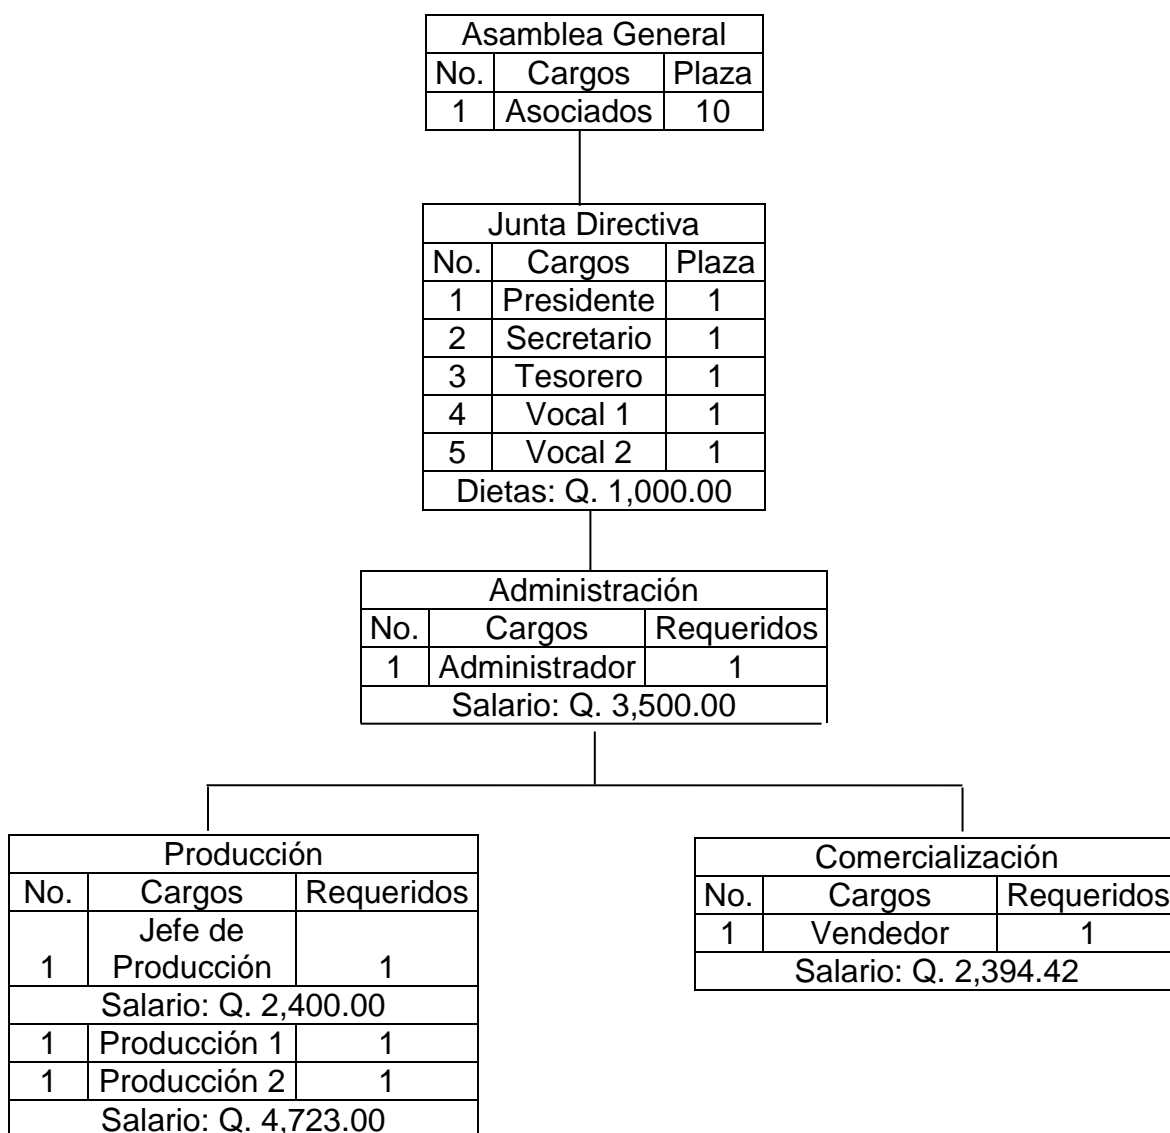 Asamblea General
No. Cargos Plaza
1 Asociados 10
Junta Directiva
No. Cargos Plaza
1 Presidente 1
2 Secretario 1
3 Tesorero 1
4 Vocal 1 1
5 Vocal 2 1
Dietas: Q. 1,000.00
Administración
No. Cargos Requeridos
1 Administrador 1
Salario: Q. 3,500.00
Producción
No. Cargos Requeridos
Jefe de
1 Producción 1
Salario: Q. 2,400.00
1 Producción 1 1
1 Producción 2 1
Salario: Q. 4,723.00
Comercialización
No. Cargos Requeridos
1 Vendedor 1
Salario: Q. 2,394.42